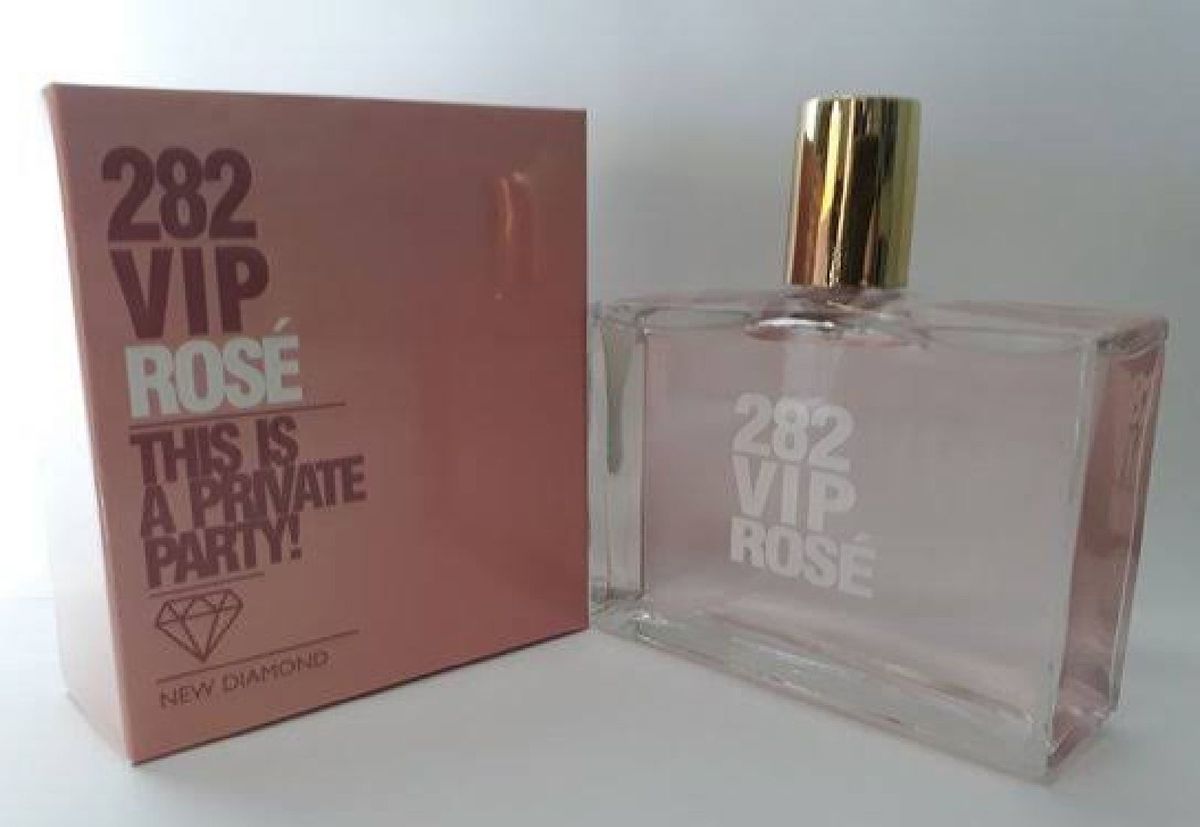 282
VIP
ROSÉ
THIS IS
A PRIVATE
PARTY!
NEW DIAMOND
282
VIP
ROSÉ